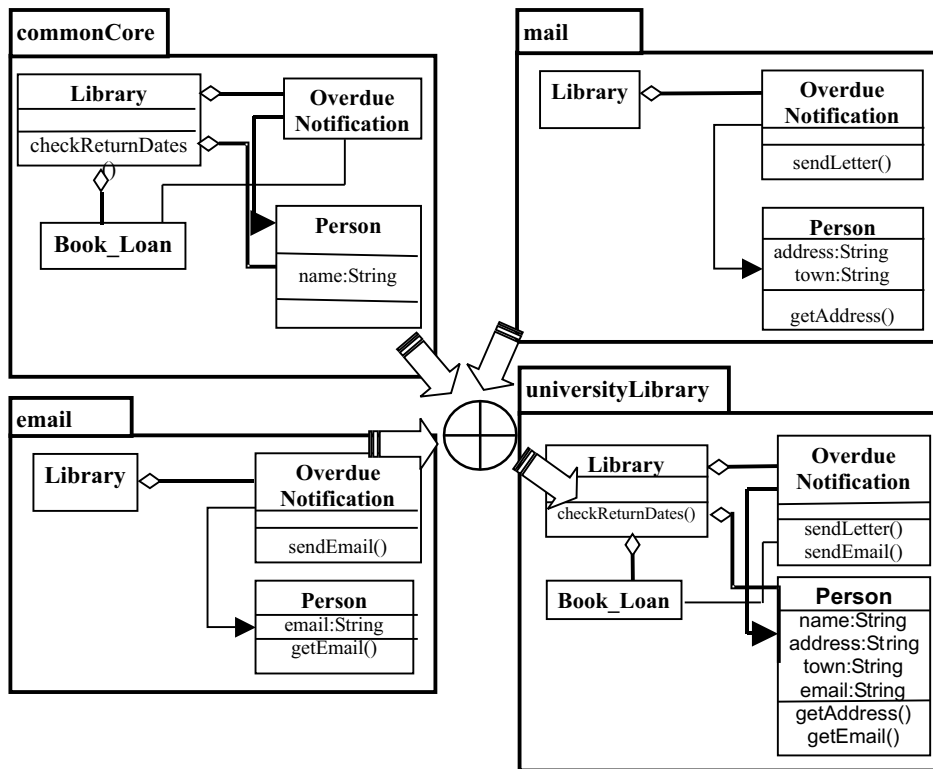 commonCore
Library
checkReturnDates
()
Overdue
Notification
Book_Loan
Person
name:String
mail
Library
Overdue
Notification
sendLetter()
Person
address:String
town:String
getAddress()
email
Library
Overdue
Notification
sendEmail()
Person
email:String
getEmail()
universityLibrary
Library
checkReturnDates()
Overdue
Notification
sendLetter()
sendEmail()
Book_Loan
Person
name:String
address:String
town:String
email:String
getAddress()
getEmail()